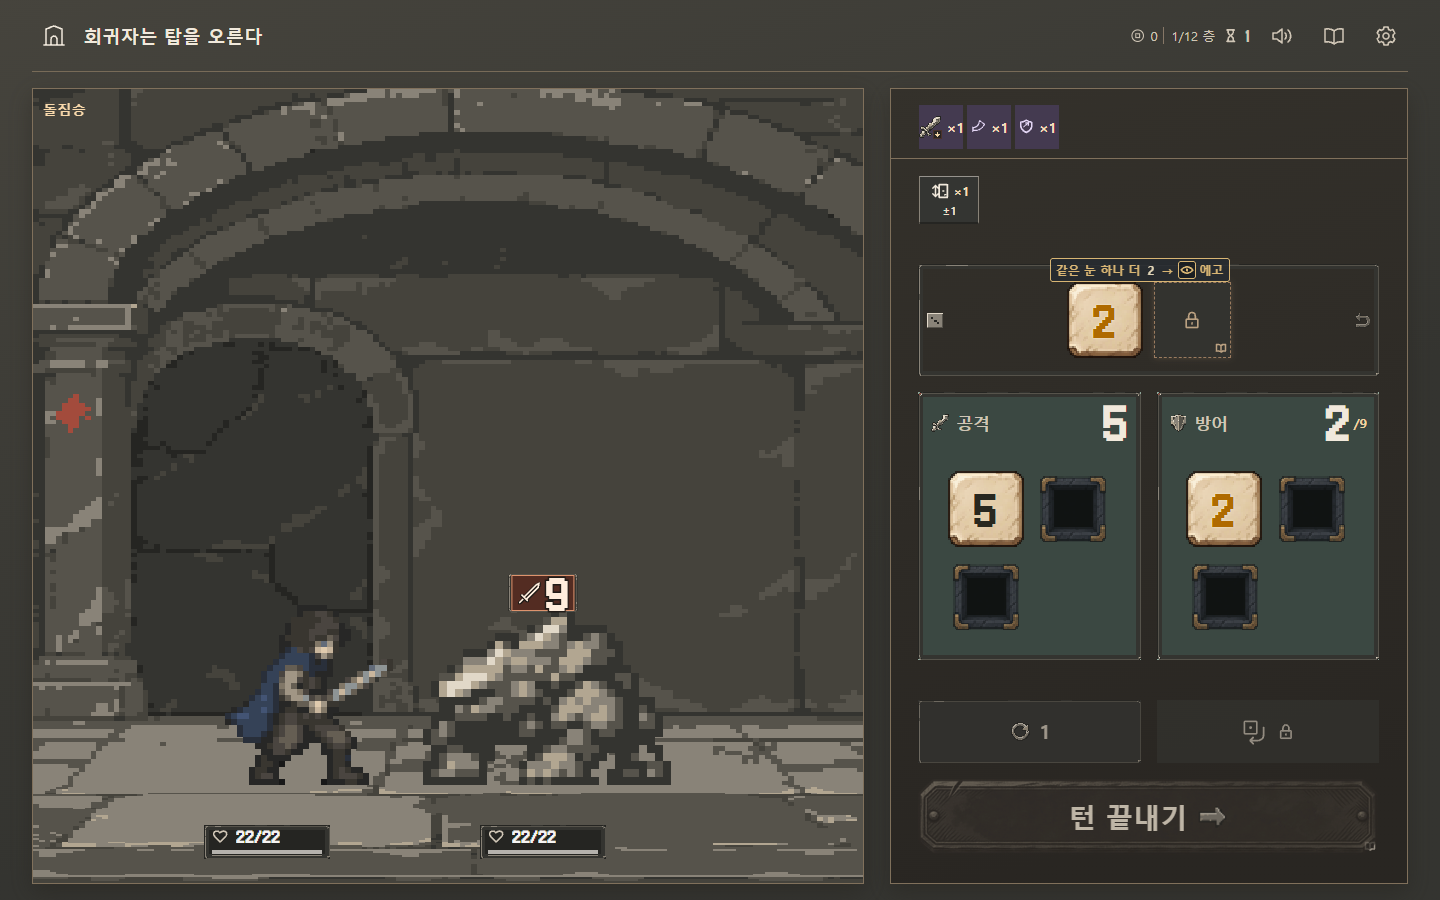 회귀자는 탑을 오른다
0 1/12 층 1
돌짐승
×1 ×1 ×1
×1
±1
같은 눈 하나 더 2 → 에고
2
공격 5
방어 2/9
5
2
9
1
턴 끝내기
22/22
22/22